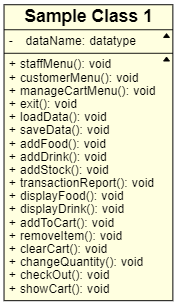 Sample Class 1
- dataName: datatype
+ staffMenu(): void
+ customerMenu(): void
+ manageCartMenu(): void
+ exit(): void
+ loadData(): void
+ saveData(): void
+ addFood(): void
+ addDrink(): void
+ addStock(): void
+ transactionReport(): void
+ displayFood(): void
+ displayDrink(): void
+ addToCart(): void
+ removeItem(): void
+ clearCart(): void
+ changeQuantity(): void
+ checkOut(): void
+ showCart(): void